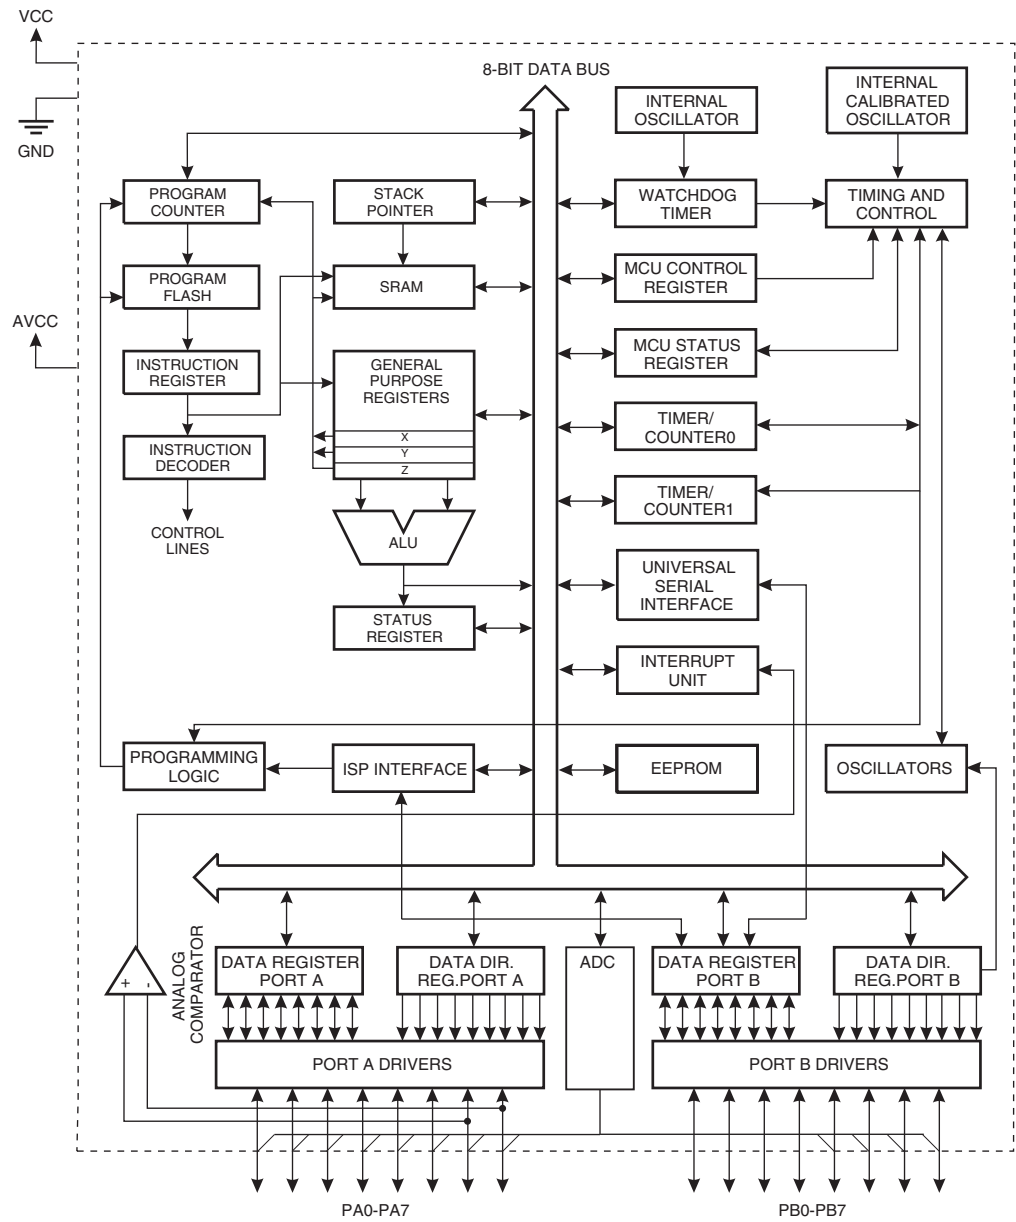 VCC
8-BIT DATA BUS
INTERNAL
OSCILLATOR
INTERNAL
CALIBRATED
OSCILLATOR
GND
PROGRAM
COUNTER
STACK
POINTER
WATCHDOG
TIMER
TIMING AND
CONTROL
PROGRAM
FLASH
SRAM
MCU CONTROL
REGISTER
AVCC
INSTRUCTION
REGISTER
GENERAL
PURPOSE
REGISTERS
X
Y
Z
MCU STATUS
REGISTER
TIMER/
COUNTER0
INSTRUCTION
DECODER
TIMER/
COUNTER1
CONTROL
LINES
ALU
UNIVERSAL
SERIAL
INTERFACE
STATUS
REGISTER
INTERRUPT
UNIT
PROGRAMMING
LOGIC
ISP INTERFACE
EEPROM
OSCILLATORS
ANALOG
COMPARATOR
+
-
DATA REGISTER
PORT A
DATA DIR.
REG.PORT A
ADC
DATA REGISTER
PORT B
DATA DIR.
REG.PORT B
PORT A DRIVERS
PORT B DRIVERS
PA0-PA7
PB0-PB7